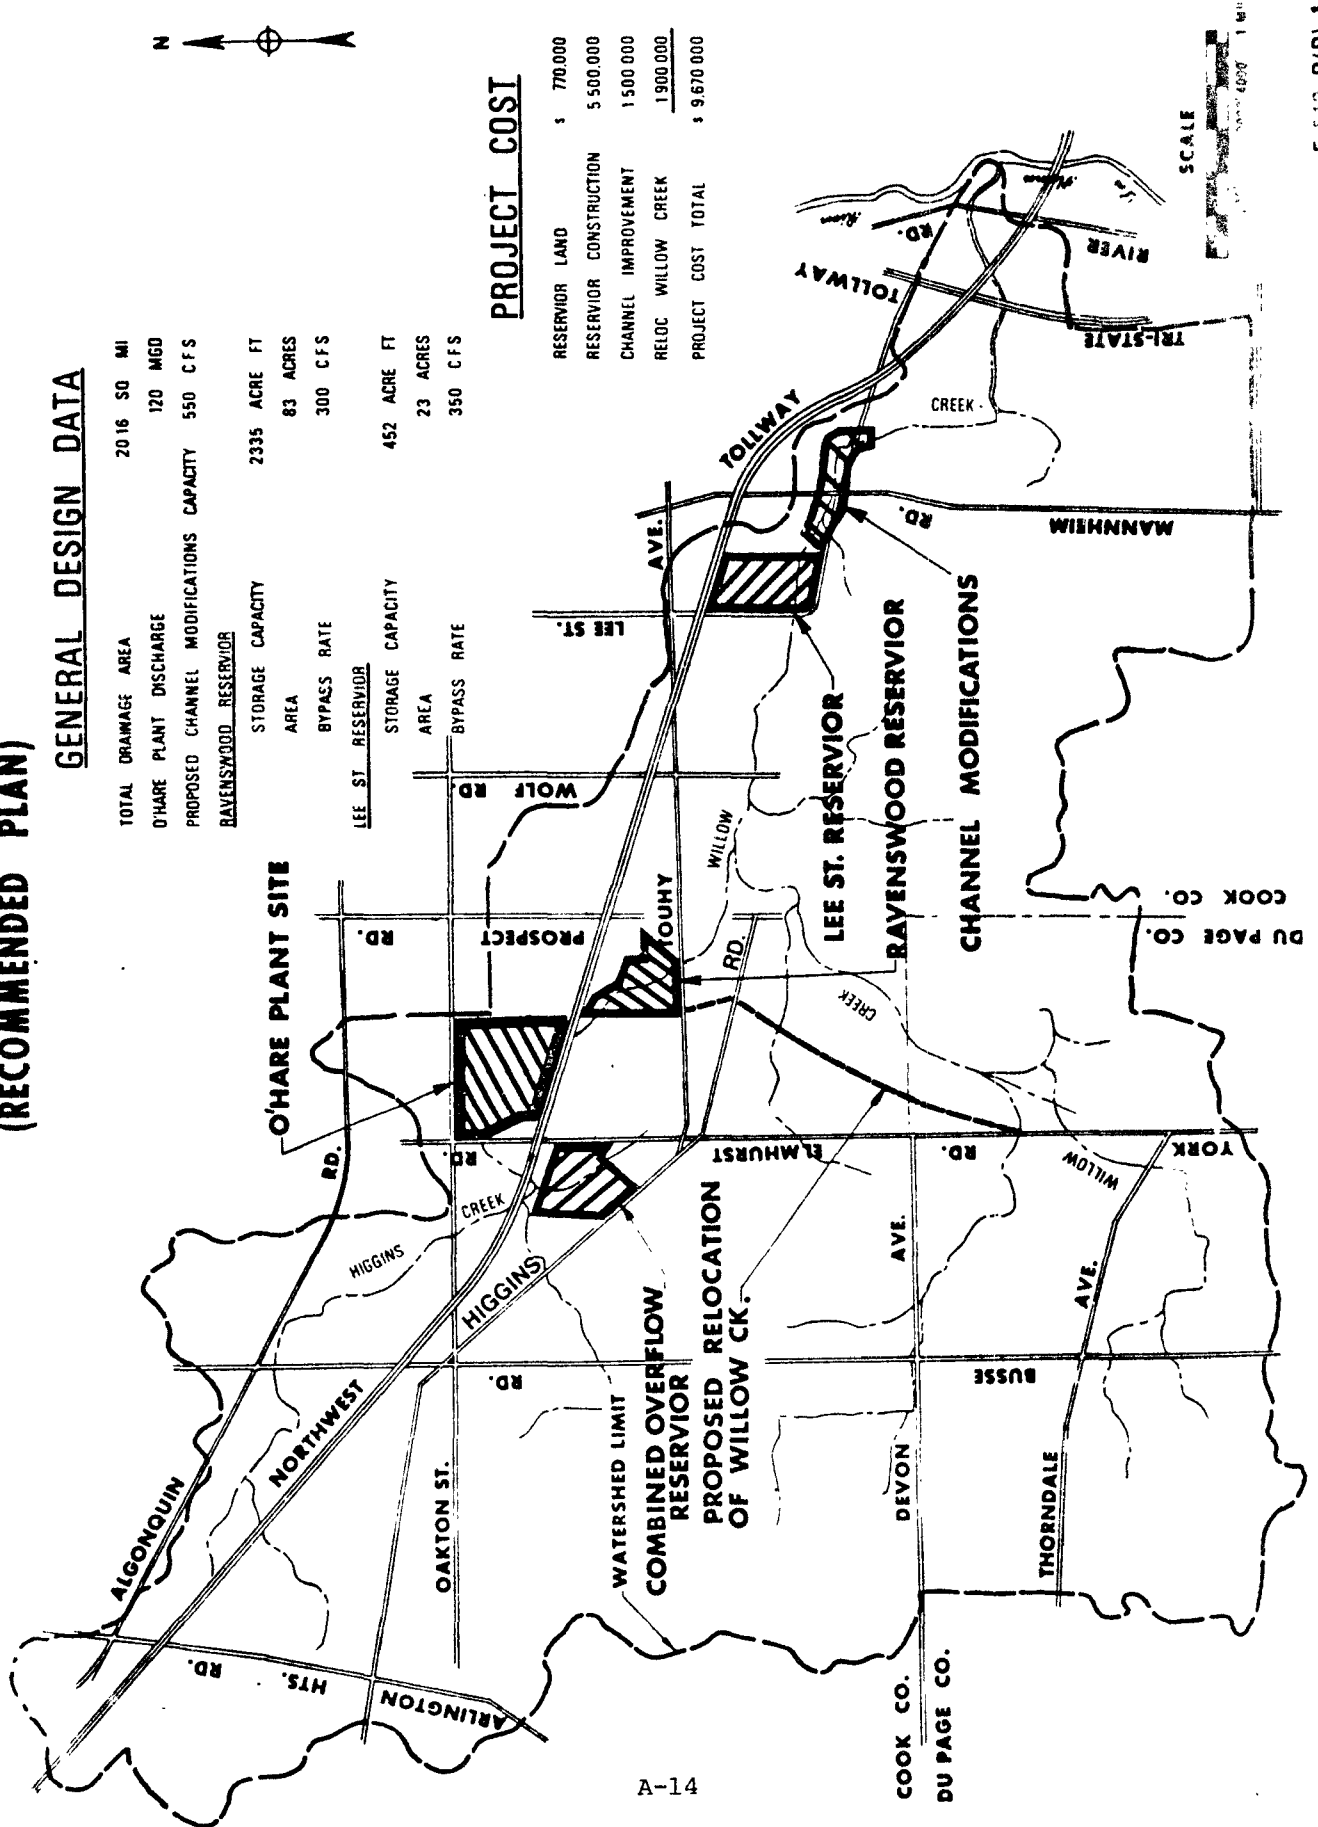 (RECOMMENDED PLAN)
GENERAL DESIGN DATA
TOTAL DRAINAGE AREA 20 16 SQ MI
O'HARE PLANT DISCHARGE 120 MGD
PROPOSED CHANNEL MODIFICATIONS CAPACITY 550 CFS
RAVENSWOOD RESERVIOR
STORAGE CAPACITY 2335 ACRE FT
AREA 83 ACRES
BYPASS RATE 300 CFS
LEE ST RESERVIOR
STORAGE CAPACITY 452 ACRE FT
AREA 23 ACRES
BYPASS RATE 350 CFS
N
PROJECT COST
RESERVIOR LAND $ 770,000
RESERVIOR CONSTRUCTION 5 500,000
CHANNEL IMPROVEMENT 1 500 000
RELOC WILLOW CREEK 1 900 000
PROJECT COST TOTAL $ 9,670 000
SCALE
4000
O'HARE PLANT SITE
ALGONQUIN
RD.
NORTHWEST
TOLLWAY
HIGGINS
CREEK
HIGGINS
RD.
OAKTON ST.
ARLINGTON
HTS.
RD.
RD.
BUSSE
RD.
ELMHURST
RD.
YORK
RD.
PROSPECT
RD.
WOLF
LEE ST.
TOUHY
AVE.
RD.
MANNHEIM
TRI-STATE
TOLLWAY
RIVER
RD.
River
CREEK
WILLOW
CREEK
WILLOW
WATERSHED LIMIT
COMBINED OVERFLOW
RESERVIOR
PROPOSED RELOCATION
OF WILLOW CK.
LEE ST. RESERVIOR
RAVENSWOOD RESERVIOR
CHANNEL MODIFICATIONS
DEVON
AVE.
THORNDALE
AVE.
COOK CO.
DU PAGE CO.
COOK CO.
DU PAGE CO.
A-14